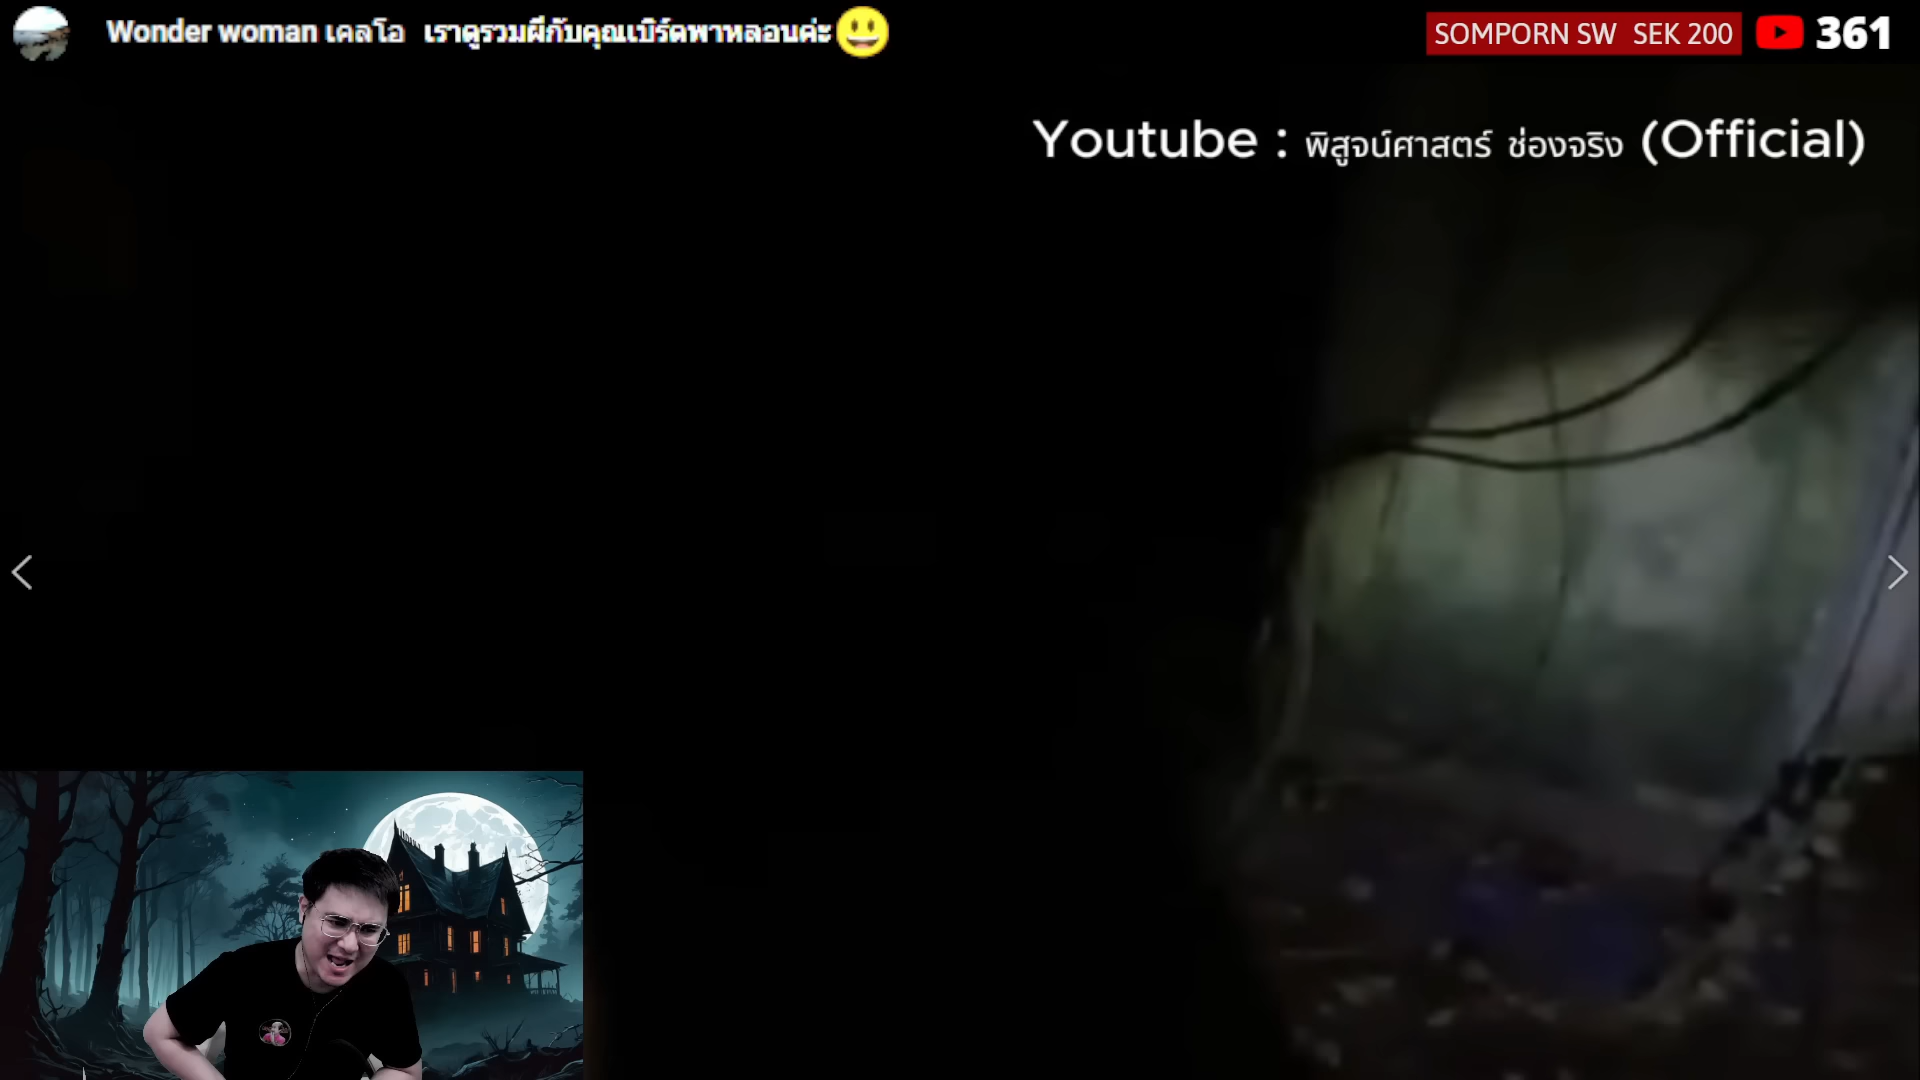 Wonder woman เคลโอ เราดูรวมผีกับคุณเบิร์ดพาหลอนค่ะ😃
SOMPORN SW SEK 200 361
Youtube : พิสูจน์ศาสตร์ ช่องจริง (Official)